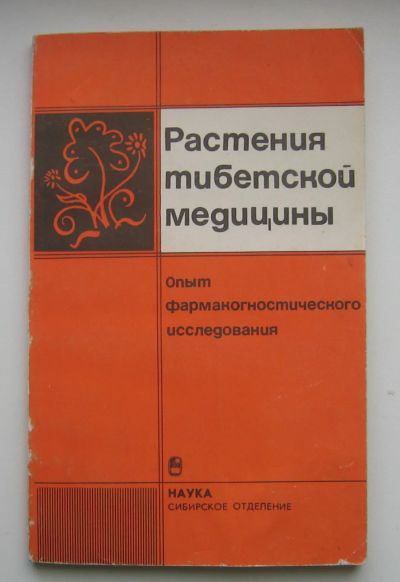 Растения
тибетской
медицины
Опыт
фармакогностического
исследования
НАУКА
СИБИРСКОЕ ОТДЕЛЕНИЕ